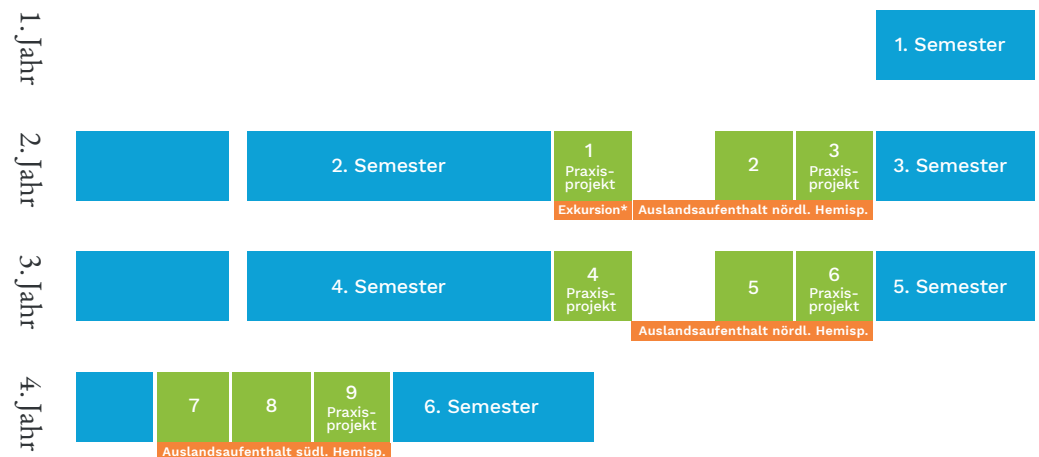 1. Jahr
1. Semester
2. Jahr
2. Semester
1
Praxis-
projekt
2
3
Praxis-
projekt
3. Semester
Exkursion*
Auslandsaufenthalt nördl. Hemisp.
3. Jahr
4. Semester
4
Praxis-
projekt
5
6
Praxis-
projekt
5. Semester
Auslandsaufenthalt nördl. Hemisp.
4. Jahr
7
8
9
Praxis-
projekt
6. Semester
Auslandsaufenthalt südl. Hemisp.